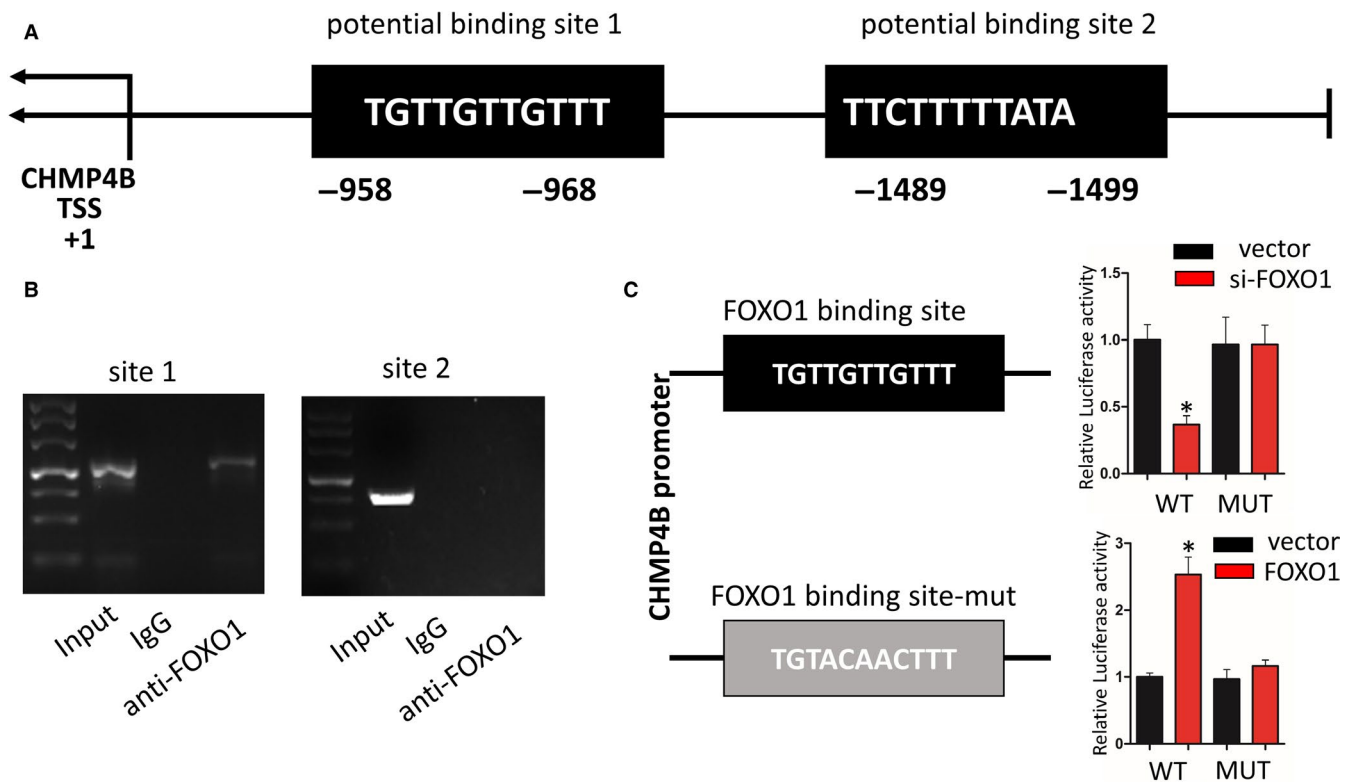 A
potential binding site 1
potential binding site 2
TGTTGTTGTTT
TTCTTTTTATA
CHMP4B
TSS
+1
–958
–968
–1489
–1499
B
site 1
site 2
Input
IgG
anti-FOXO1
Input
IgG
anti-FOXO1
C
CHMP4B promoter
FOXO1 binding site
TGTTGTTGTTT
FOXO1 binding site-mut
TGTACAACTTT
vector
si-FOXO1
Relative Luciferase activity
1.5
1.0
*
0.5
0.0
WT
MUT
vector
FOXO1
Relative Luciferase activity
3
*
2
1
0
WT
MUT